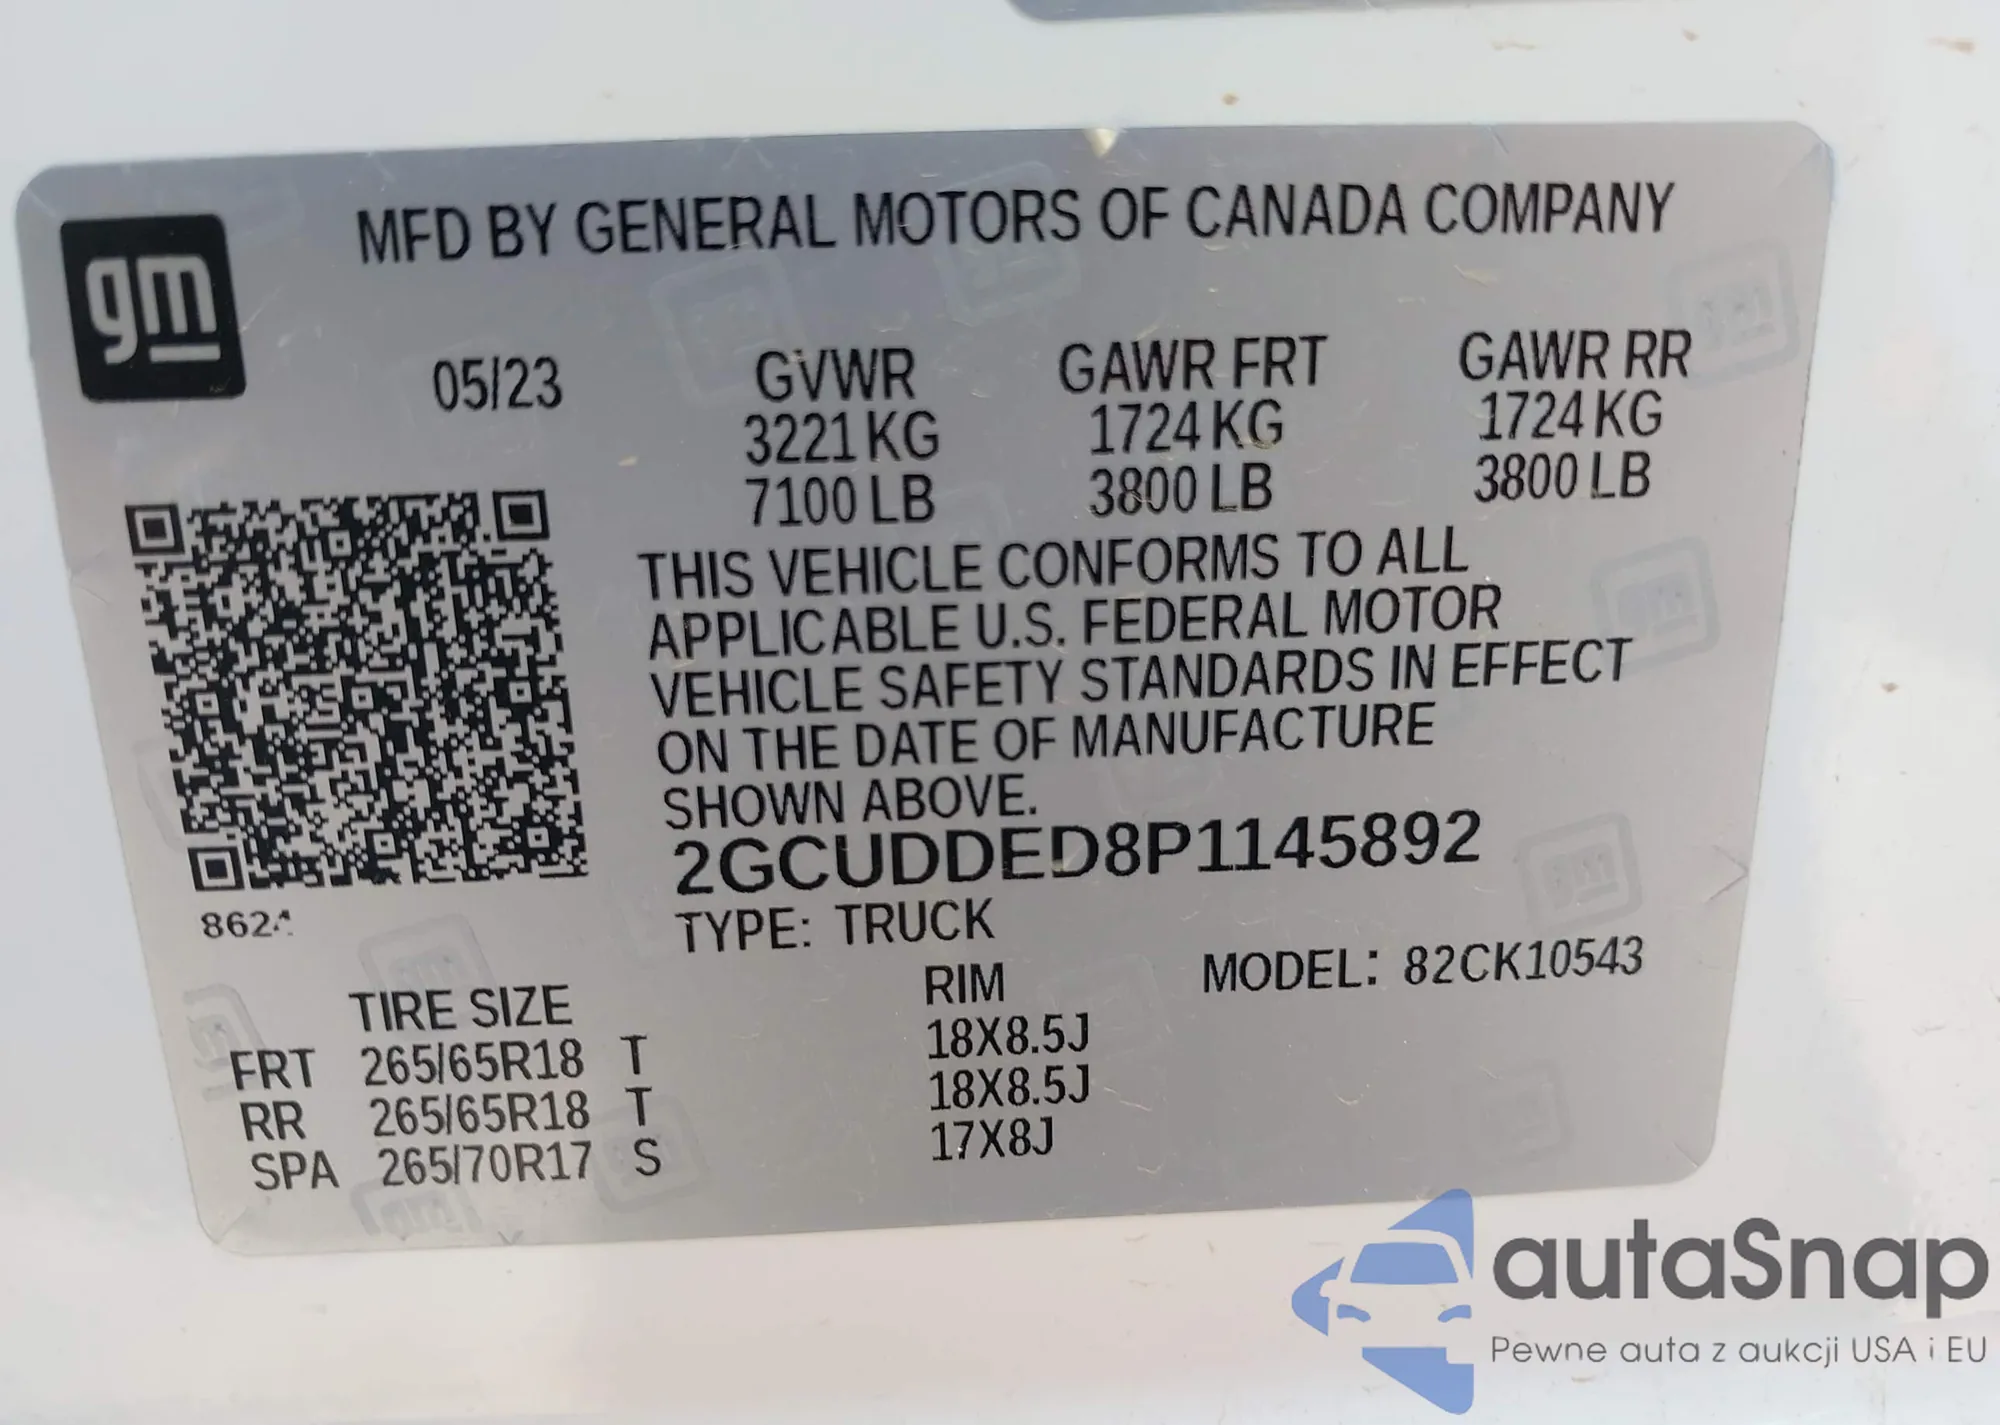 gm
MFD BY GENERAL MOTORS OF CANADA COMPANY
05/23 GVWR GAWR FRT GAWR RR
3221 KG 1724 KG 1724 KG
7100 LB 3800 LB 3800 LB
THIS VEHICLE CONFORMS TO ALL
APPLICABLE U.S. FEDERAL MOTOR
VEHICLE SAFETY STANDARDS IN EFFECT
ON THE DATE OF MANUFACTURE
SHOWN ABOVE.
2GCUDDED8P1145892
TYPE: TRUCK
MODEL: 82CK10543
TIRE SIZE RIM
FRT 265/65R18 T 18X8.5J
RR 265/65R18 T 18X8.5J
SPA 265/70R17 S 17X8J
autaSnap
Pewne auta z aukcji USA i EU